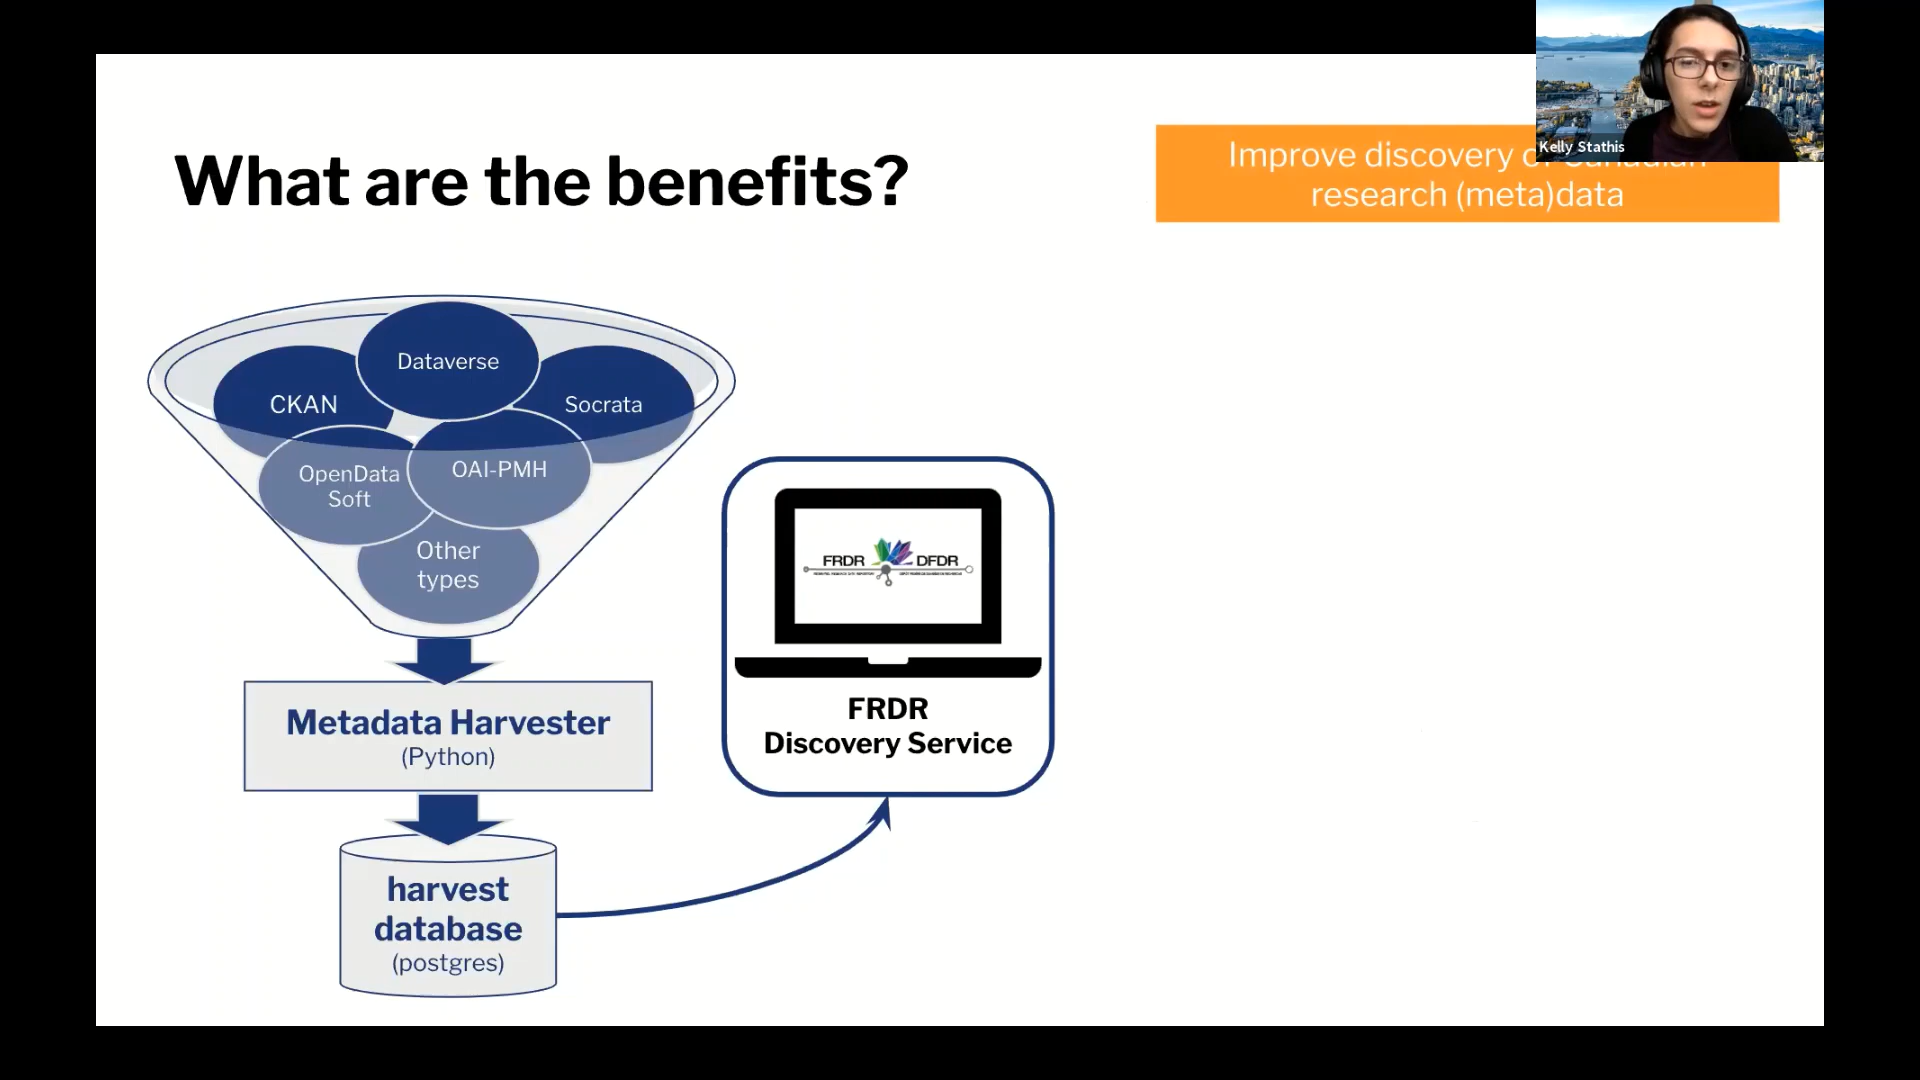 Kelly Stathis
What are the benefits?
Improve discovery of Canadian
research (meta)data
Dataverse
CKAN
Socrata
OpenData
Soft
OAI-PMH
Other
types
FRDR DFDR
FRDR
Discovery Service
Metadata Harvester
(Python)
harvest
database
(postgres)